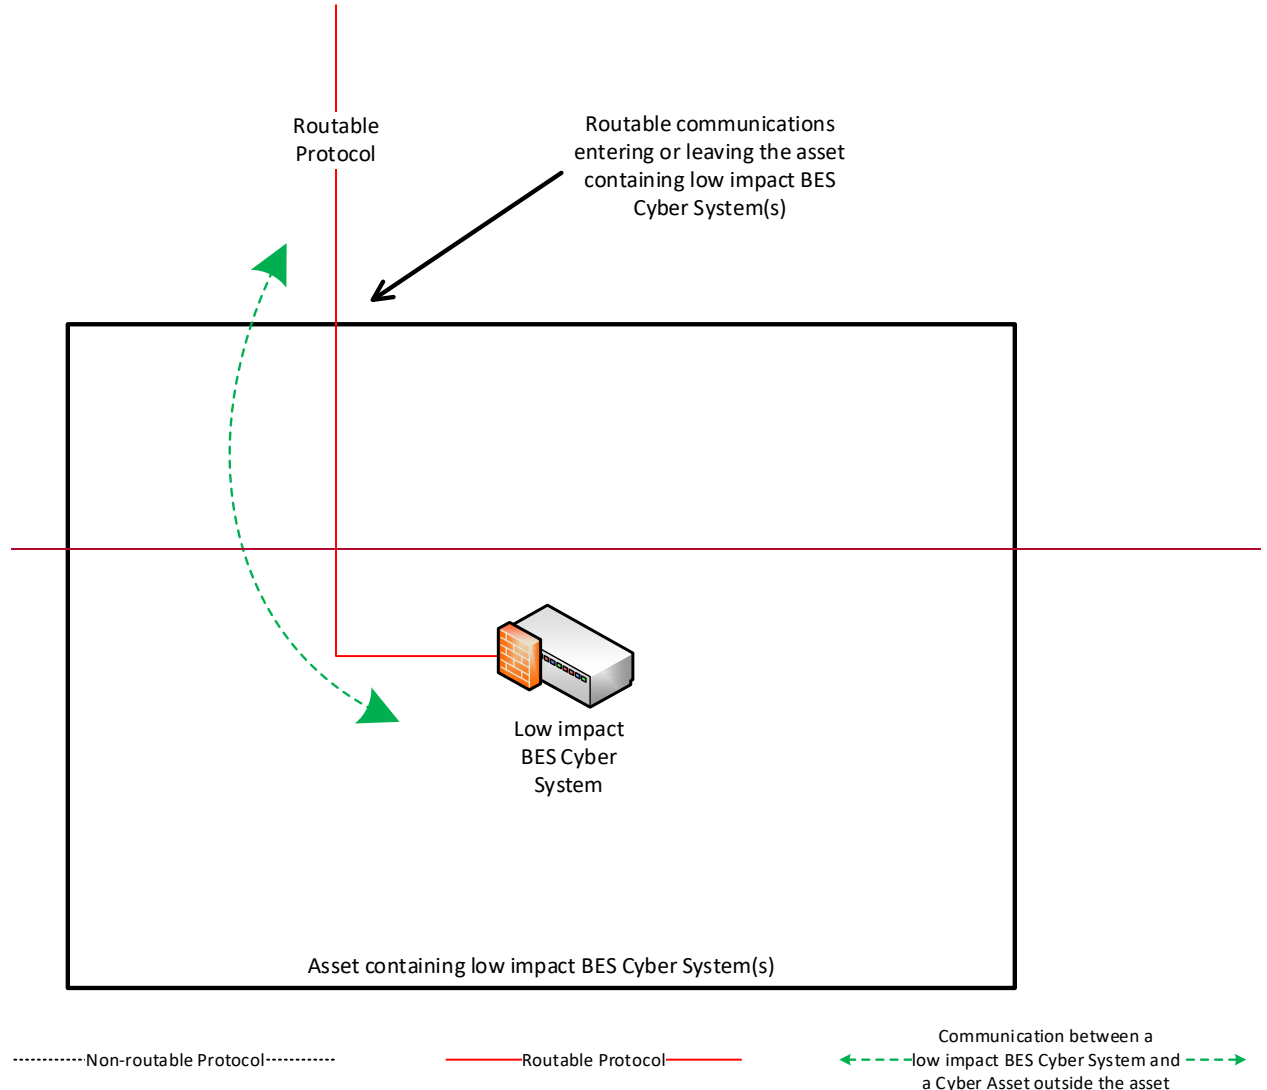 Routable
Protocol
Routable communications
entering or leaving the asset
containing low impact BES
Cyber System(s)
Low impact
BES Cyber
System
Asset containing low impact BES Cyber System(s)
Non-routable Protocol
Routable Protocol
Communication between a
low impact BES Cyber System and
a Cyber Asset outside the asset